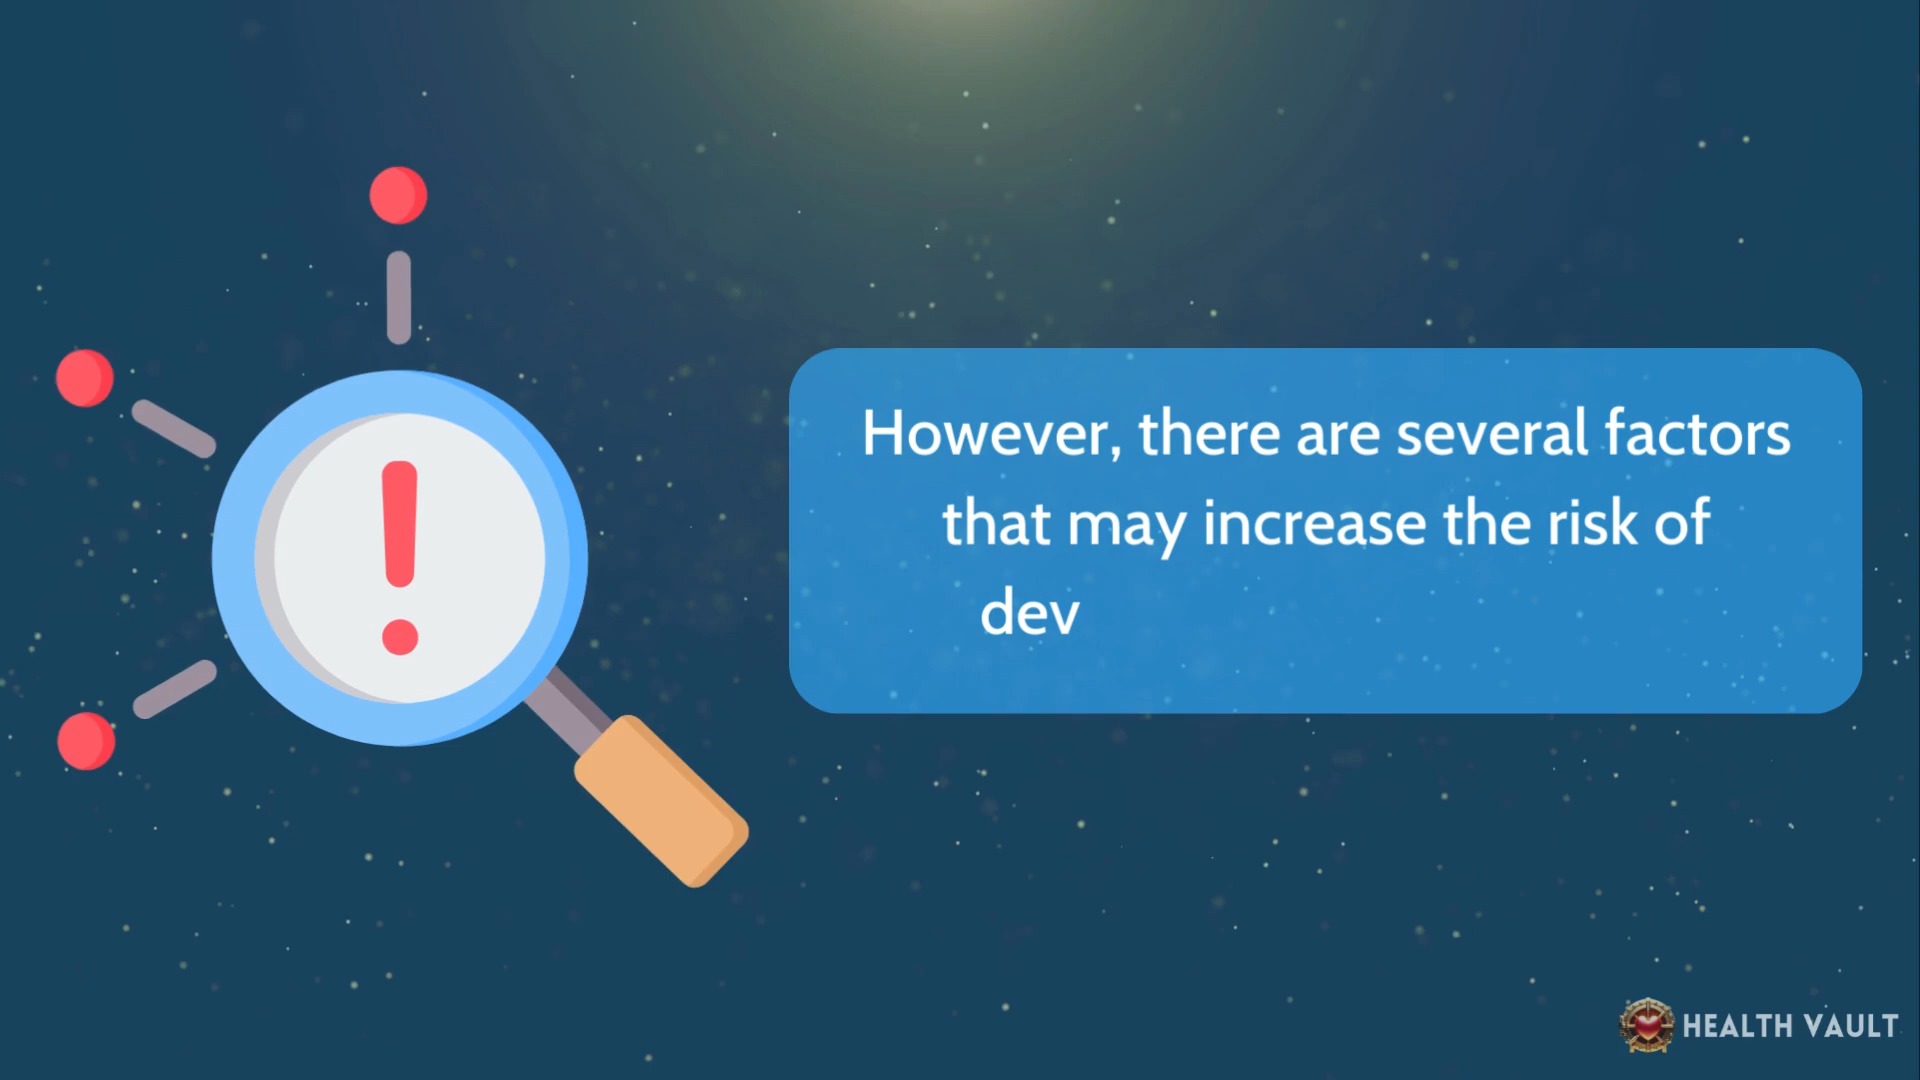 However, there are several factors
that may increase the risk of
dev
HEALTH VAULT